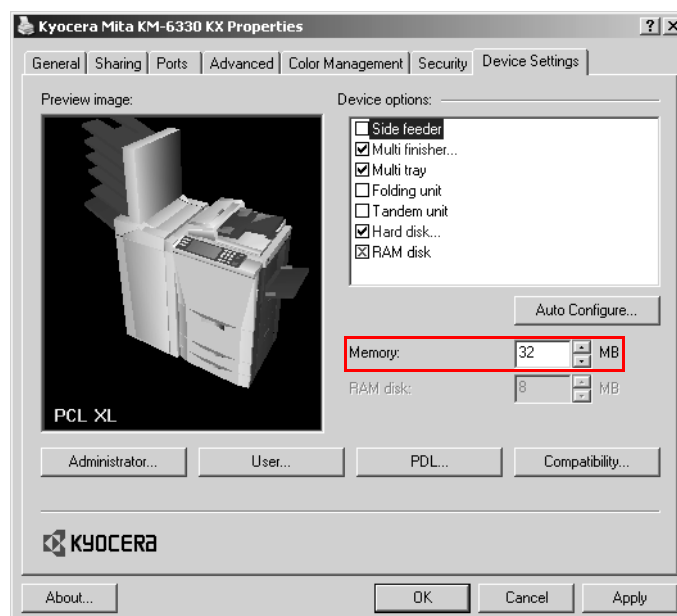 Kyocera Mita KM-6330 KX Properties
General Sharing Ports Advanced Color Management Security Device Settings
Preview image:
Device options:
Side feeder
Multi finisher...
Multi tray
Folding unit
Tandem unit
Hard disk...
RAM disk
Auto Configure...
Memory: 32 MB
RAM disk: 8 MB
PCL XL
Administrator... User... PDL... Compatibility...
KYOCERA
About... OK Cancel Apply